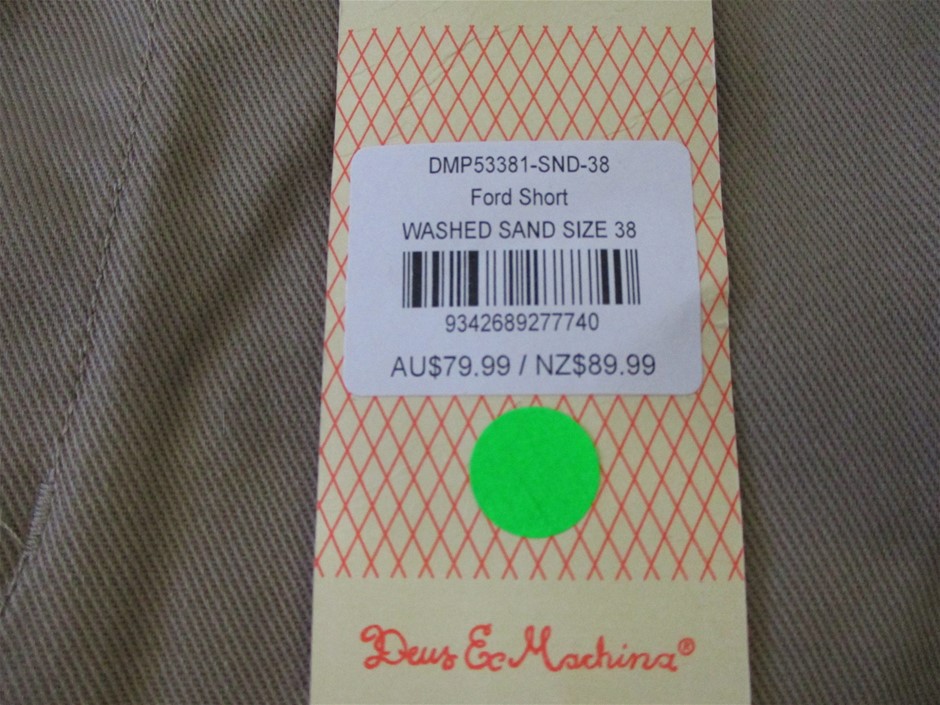 DMP53381-SND-38
Ford Short
WASHED SAND SIZE 38
9342689277740
AU$79.99 / NZ$89.99
Deus Ex Machina®